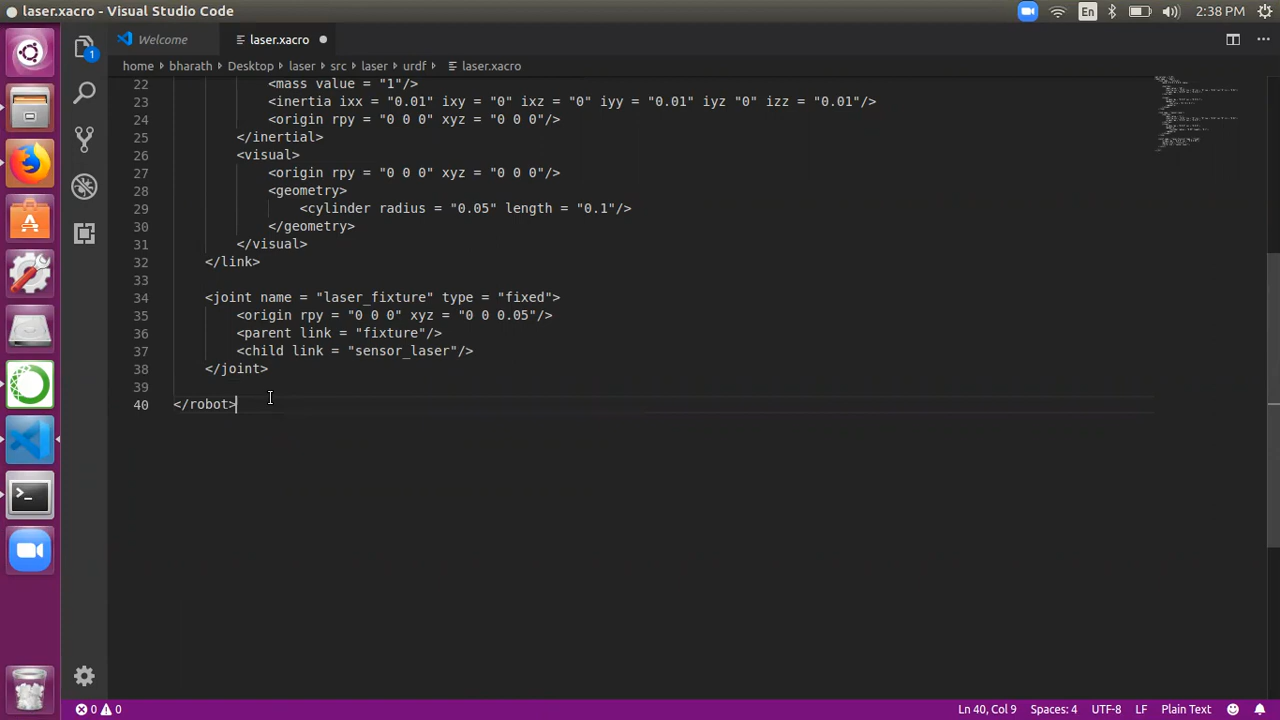 laser.xacro - Visual Studio Code
En
2:38 PM
1
Welcome
laser.xacro
home bharath Desktop laser src laser urdf laser.xacro
22 <mass value = "1"/>
23 <inertia ixx = "0.01" ixy = "0" ixz = "0" iyy = "0.01" iyz "0" izz = "0.01"/>
24 <origin rpy = "0 0 0" xyz = "0 0 0"/>
25 </inertial>
26 <visual>
27 <origin rpy = "0 0 0" xyz = "0 0 0"/>
28 <geometry>
29 <cylinder radius = "0.05" length = "0.1"/>
30 </geometry>
31 </visual>
32 </link>
33
34 <joint name = "laser_fixture" type = "fixed">
35 <origin rpy = "0 0 0" xyz = "0 0 0.05"/>
36 <parent link = "fixture"/>
37 <child link = "sensor_laser"/>
38 </joint>
39
40 </robot>
0 0
Ln 40, Col 9 Spaces: 4 UTF-8 LF Plain Text